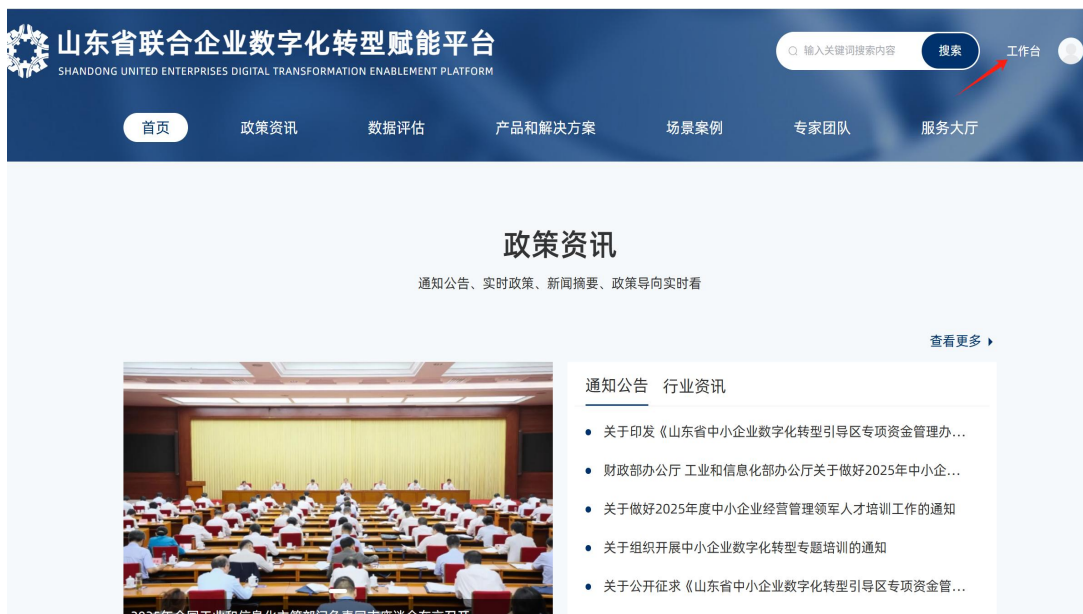 山东省联合企业数字化转型赋能平台
SHANDONG UNITED ENTERPRISES DIGITAL TRANSFORMATION ENABLEMENT PLATFORM
输入关键词搜索内容 搜索 工作台
首页 政策资讯 数据评估 产品和解决方案 场景案例 专家团队 服务大厅
政策资讯
通知公告、实时政策、新闻摘要、政策导向实时看
查看更多
通知公告 行业资讯
关于印发《山东省中小企业数字化转型引导区专项资金管理办...
财政部办公厅 工业和信息化部办公厅关于做好2025年中小企...
关于做好2025年度中小企业经营管理领军人才培训工作的通知
关于组织开展中小企业数字化转型专题培训的通知
关于公开征求《山东省中小企业数字化转型引导区专项资金管...